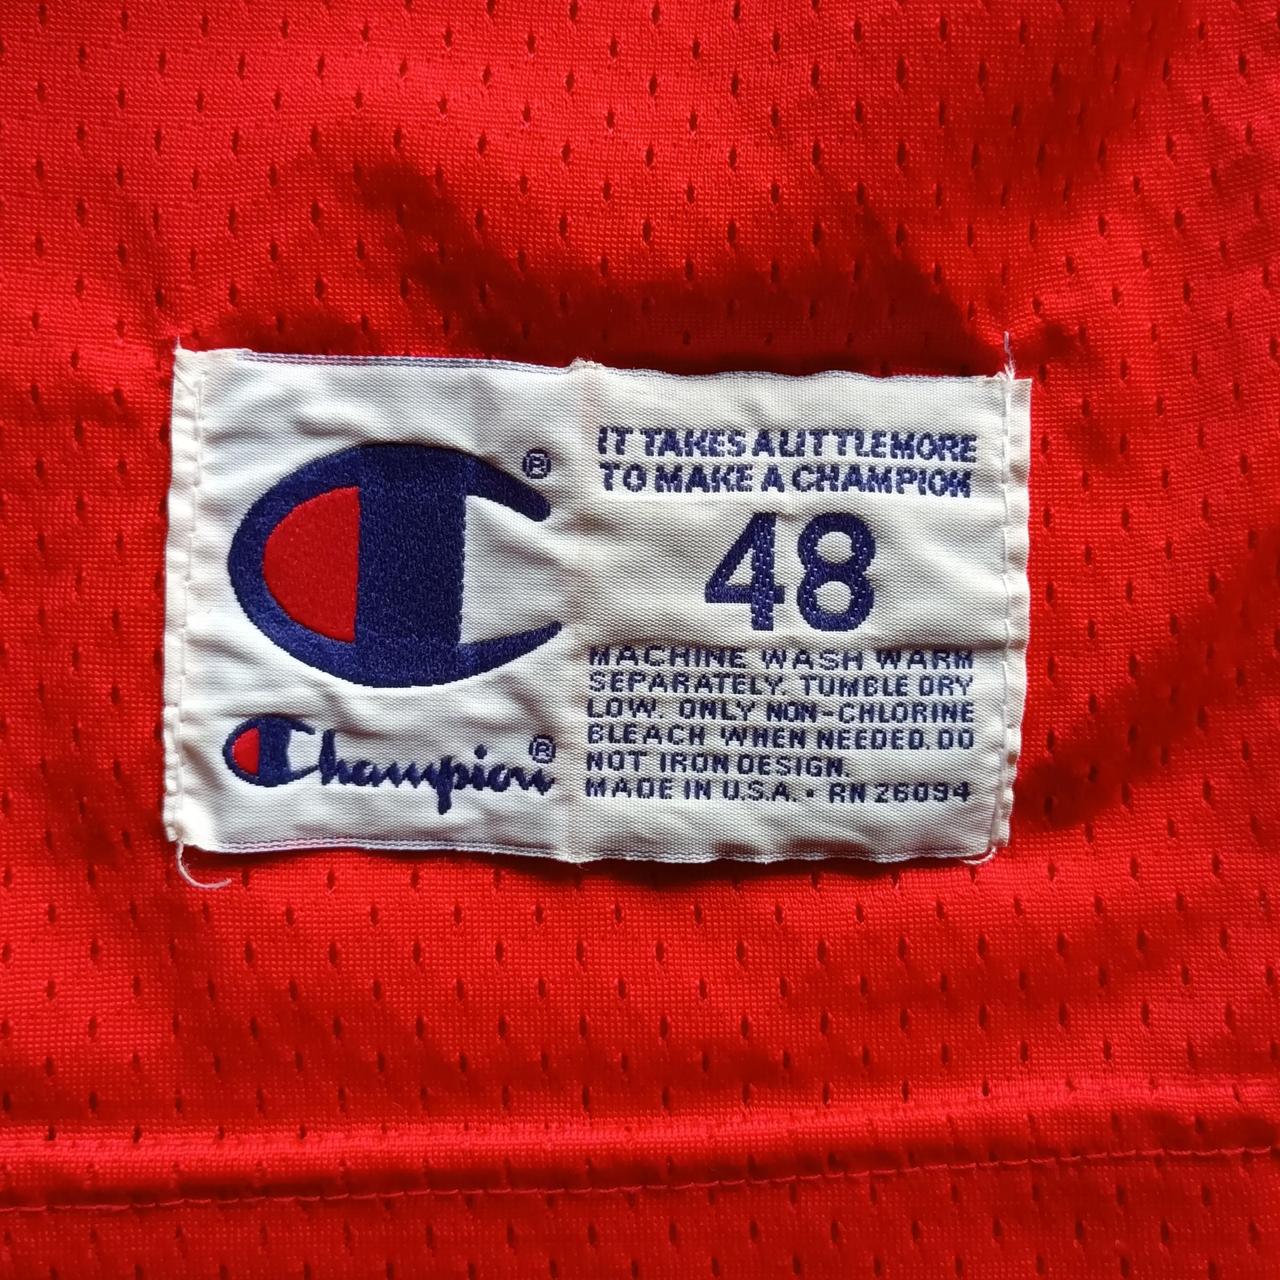 IT TAKES A LITTLE MORE
TO MAKE A CHAMPION
48
MACHINE WASH WARM
SEPARATELY. TUMBLE DRY
LOW. ONLY NON-CHLORINE
BLEACH WHEN NEEDED. DO
NOT IRON DESIGN.
MADE IN U.S.A. • RN 26094
®
Champion®